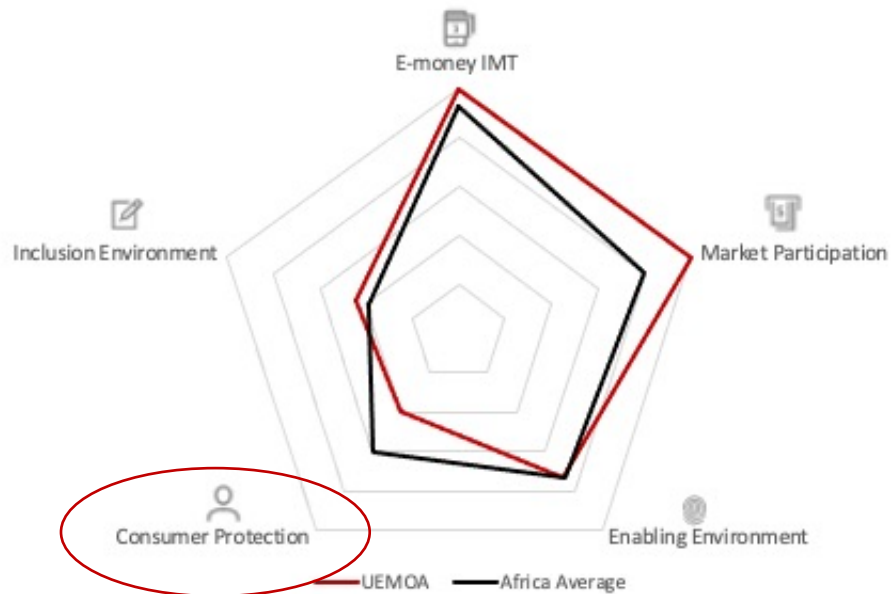 E-money IMT
Inclusion Environment
Market Participation
Consumer Protection
Enabling Environment
UEMOA
Africa Average